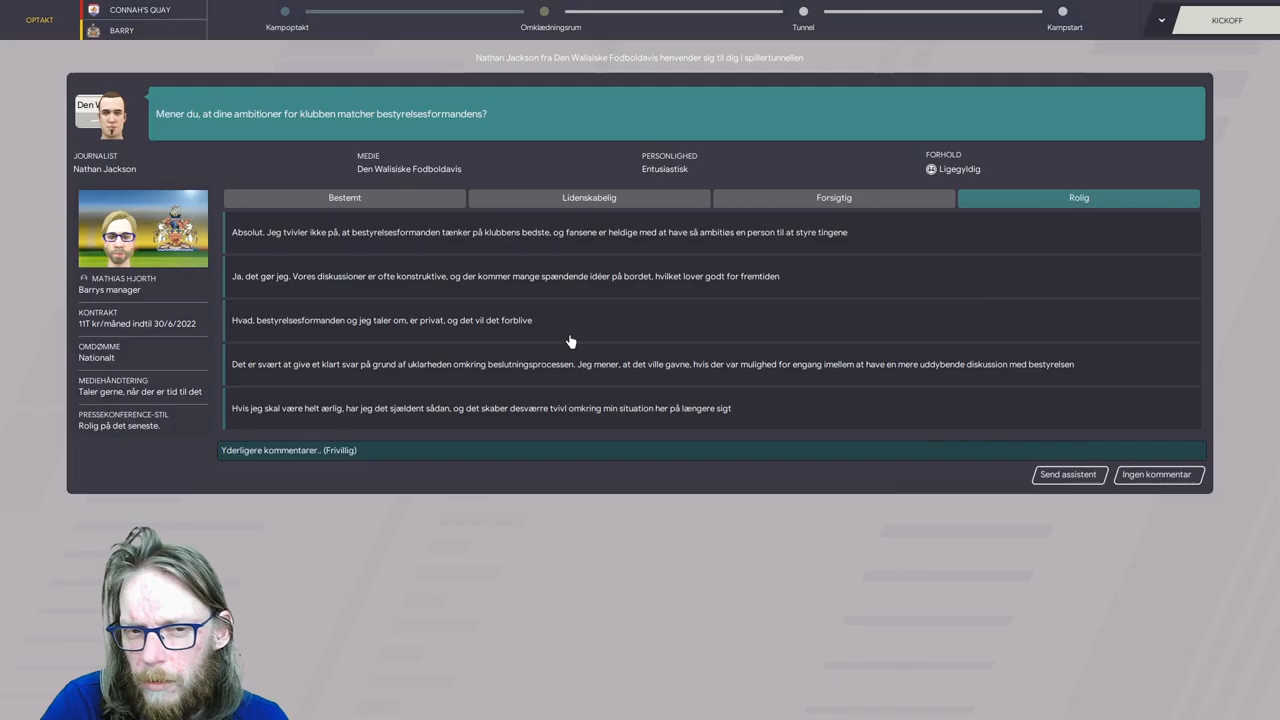 OPTAKT
CONNAH'S QUAY
BARRY
Kampoptakt
Omklædningsrum
Tunnel
Kampstart
KICKOFF
Nathan Jackson fra Den Walisiske Fodboldavis henvender sig til dig i spillertunnellen
Den W
Mener du, at dine ambitioner for klubben matcher bestyrelsesformandens?
JOURNALIST
Nathan Jackson
MEDIE
Den Walisiske Fodboldavis
PERSONLIGHED
Entusiastisk
FORHOLD
Ligegyldig
Bestemt
Lidenskabelig
Forsigtig
Rolig
MATHIAS HJORTH
Barrys manager
KONTRAKT
11T kr/måned indtil 30/6/2022
OMDØMME
Nationalt
MEDIEHÅNDTERING
Taler gerne, når der er tid til det
PRESSEKONFERENCE-STIL
Rolig på det seneste.
Absolut. Jeg tvivler ikke på, at bestyrelsesformanden tænker på klubbens bedste, og fansene er heldige med at have så ambitiøs en person til at styre tingene
Ja, det gør jeg. Vores diskussioner er ofte konstruktive, og der kommer mange spændende idéer på bordet, hvilket lover godt for fremtiden
Hvad, bestyrelsesformanden og jeg taler om, er privat, og det vil det forblive
Det er svært at give et klart svar på grund af uklarheden omkring beslutningsprocessen. Jeg mener, at det ville gavne, hvis der var mulighed for engang imellem at have en mere uddybende diskussion med bestyrelsen
Hvis jeg skal være helt ærlig, har jeg det sjældent sådan, og det skaber desværre tvivl omkring min situation her på længere sigt
Yderligere kommentarer.. (Frivillig)
Send assistent
Ingen kommentar